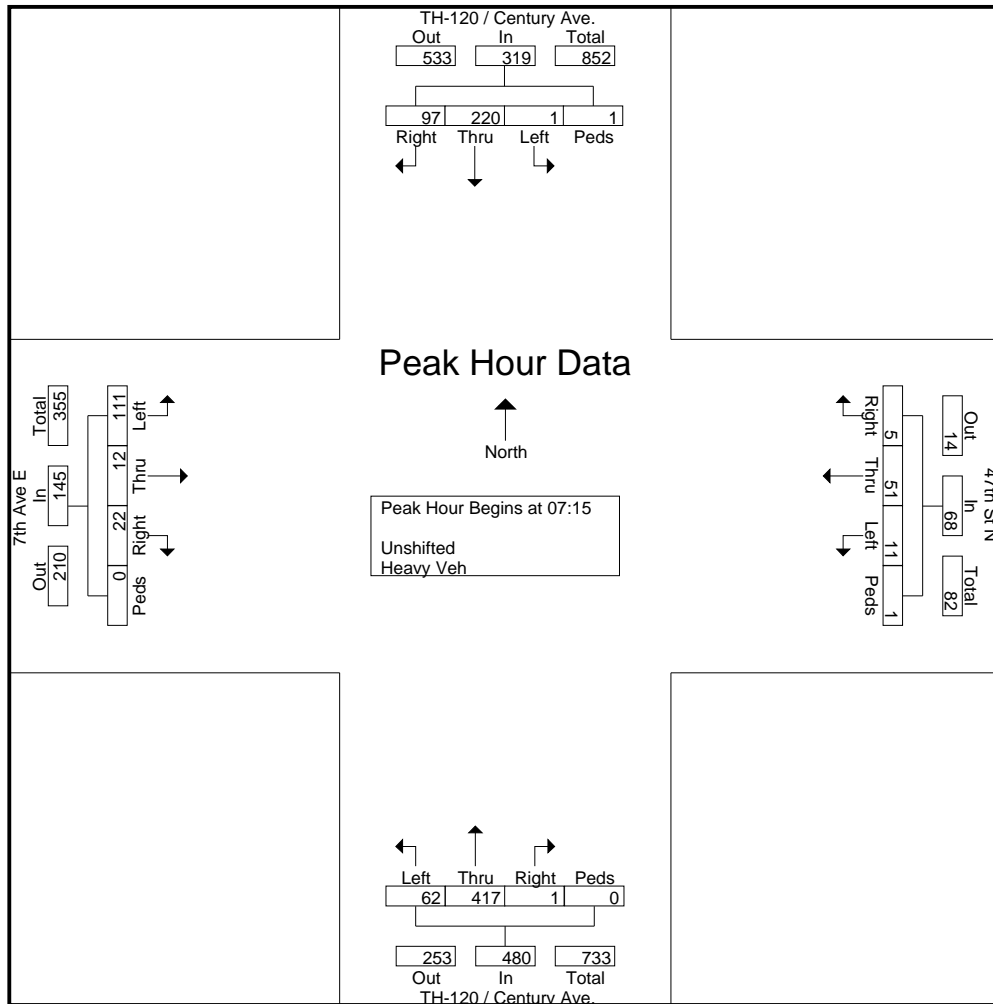 TH-120 / Century Ave.
Out In Total
533 319 852
97 220 1 1
Right Thru Left Peds
Peak Hour Data
North
Peak Hour Begins at 07:15
Unshifted
Heavy Veh
7th Ave E
Total In Out
355 145 210
111 12 22 0
Left Thru Right Peds
47th St N
Out In Total
14 68 82
5 51 11 1
Right Thru Left Peds
Left Thru Right Peds
62 417 1 0
253 480 733
Out In Total
TH-120 / Century Ave.